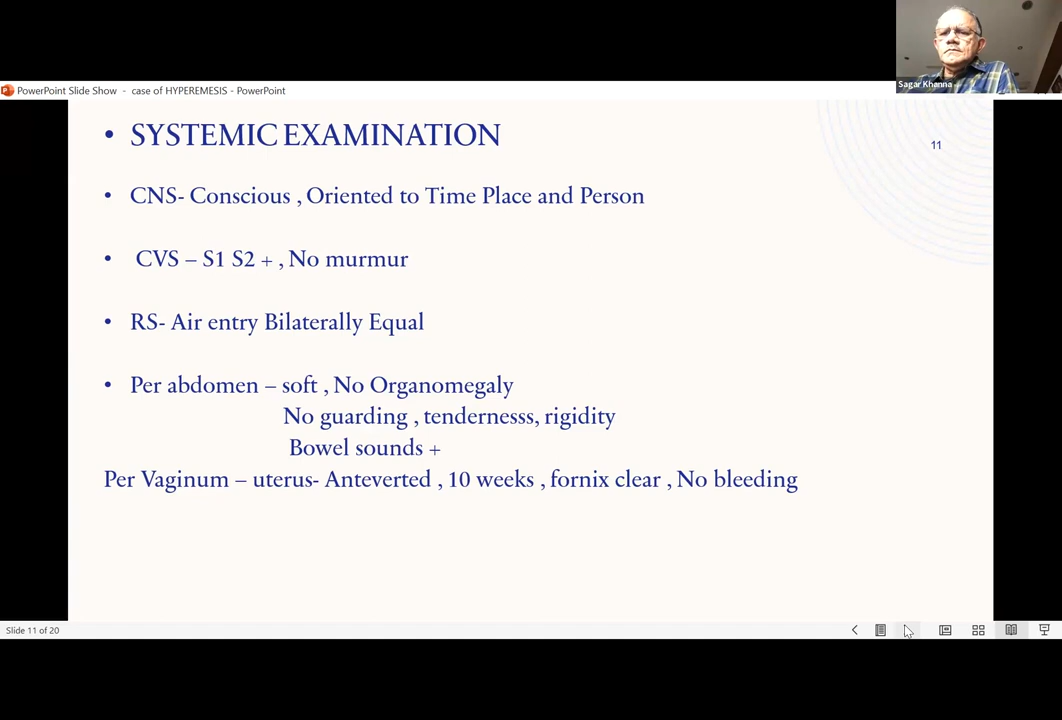 Sagar Khanna
PowerPoint Slide Show - case of HYPEREMESIS - PowerPoint
• SYSTEMIC EXAMINATION
11
• CNS- Conscious , Oriented to Time Place and Person
• CVS – S1 S2 + , No murmur
• RS- Air entry Bilaterally Equal
• Per abdomen – soft , No Organomegaly
No guarding , tendernesss, rigidity
Bowel sounds +
Per Vaginum – uterus- Anteverted , 10 weeks , fornix clear , No bleeding
Slide 11 of 20